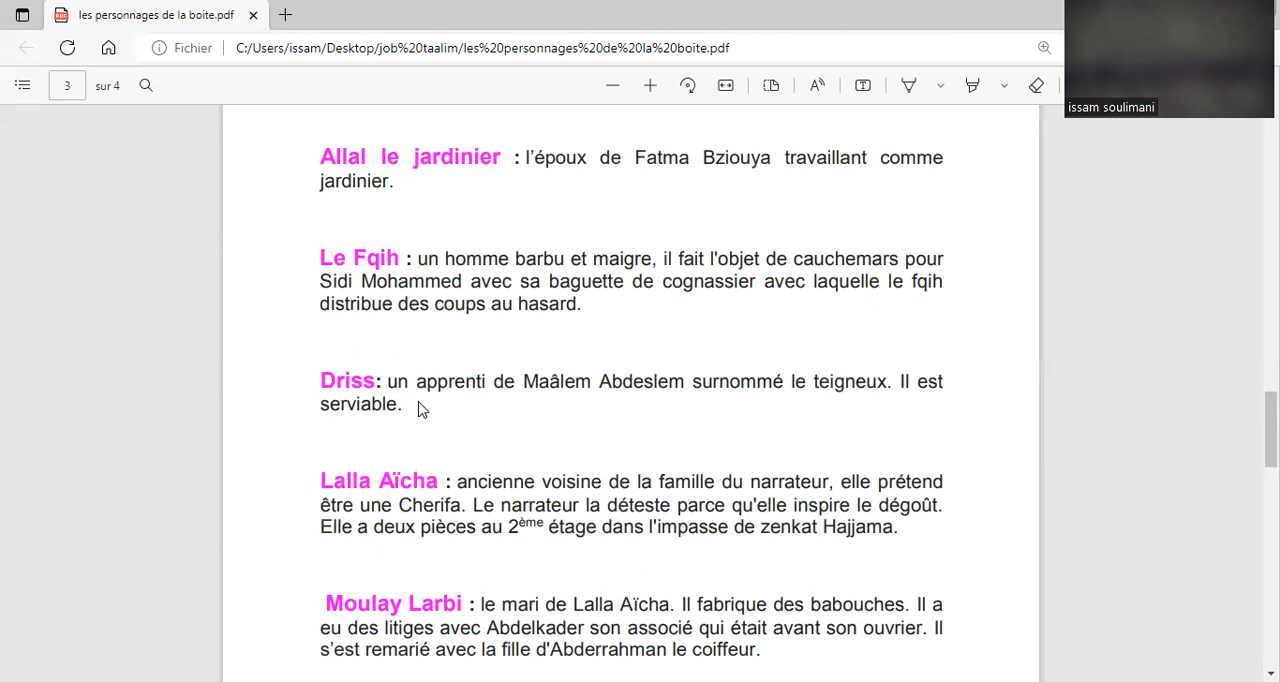 les personnages de la boite.pdf
Fichier C:/Users/issam/Desktop/job%20taalim/les%20personnages%20de%20la%20boite.pdf
3 sur 4
issam soulimani
Allal le jardinier : l'époux de Fatma Bziouya travaillant comme
jardinier.
Le Fqih : un homme barbu et maigre, il fait l'objet de cauchemars pour
Sidi Mohammed avec sa baguette de cognassier avec laquelle le fqih
distribue des coups au hasard.
Driss: un apprenti de Maâlem Abdeslem surnommé le teigneux. Il est
serviable.
Lalla Aïcha : ancienne voisine de la famille du narrateur, elle prétend
être une Cherifa. Le narrateur la déteste parce qu'elle inspire le dégoût.
Elle a deux pièces au 2ème étage dans l'impasse de zenkat Hajjama.
Moulay Larbi : le mari de Lalla Aïcha. Il fabrique des babouches. Il a
eu des litiges avec Abdelkader son associé qui était avant son ouvrier. Il
s'est remarié avec la fille d'Abderrahman le coiffeur.